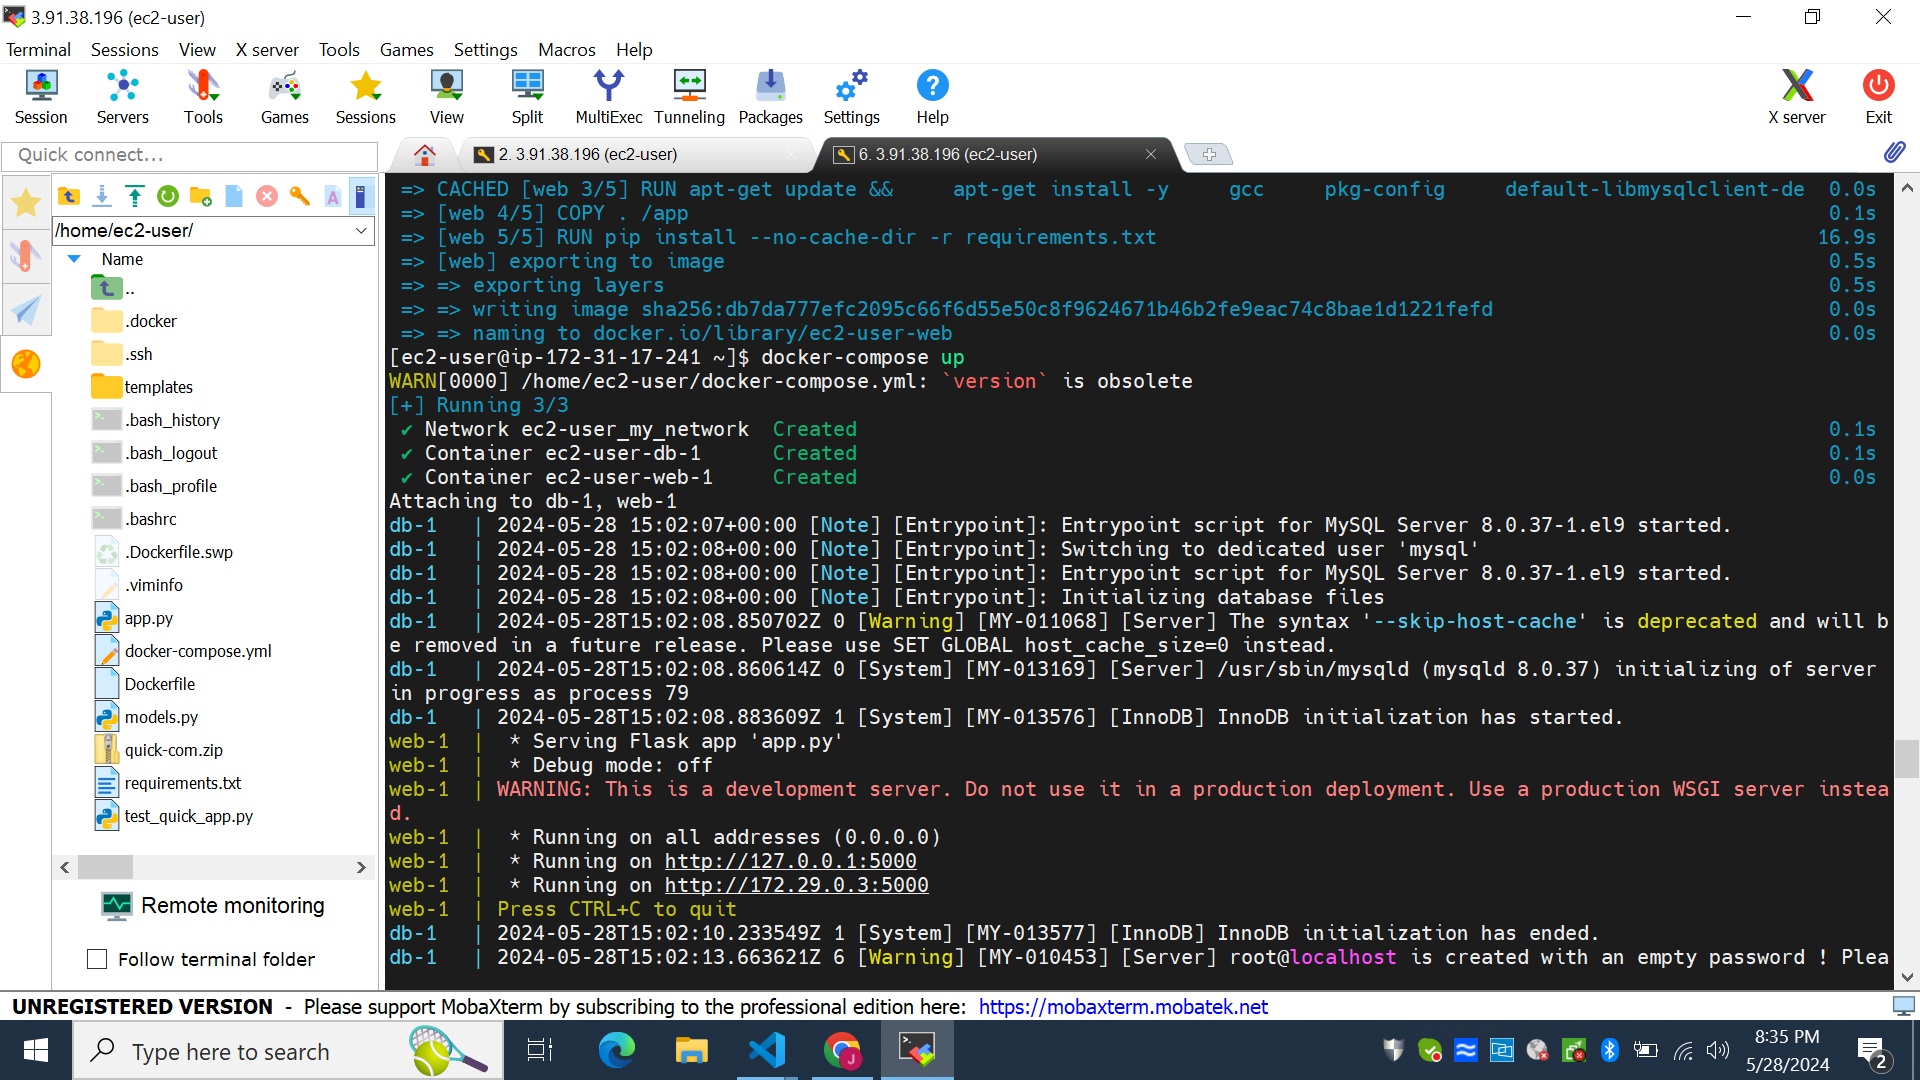 3.91.38.196 (ec2-user)
Terminal Sessions View X server Tools Games Settings Macros Help
Session Servers Tools Games Sessions View Split MultiExec Tunneling Packages Settings Help X server Exit
Quick connect...
2. 3.91.38.196 (ec2-user)
6. 3.91.38.196 (ec2-user)
/home/ec2-user/
Name
..
.docker
.ssh
templates
.bash_history
.bash_logout
.bash_profile
.bashrc
.Dockerfile.swp
.viminfo
app.py
docker-compose.yml
Dockerfile
models.py
quick-com.zip
requirements.txt
test_quick_app.py
Remote monitoring
Follow terminal folder
=> CACHED [web 3/5] RUN apt-get update &&     apt-get install -y     gcc     pkg-config     default-libmysqlclient-de  0.0s
=> [web 4/5] COPY . /app 0.1s
=> [web 5/5] RUN pip install --no-cache-dir -r requirements.txt 16.9s
=> [web] exporting to image 0.5s
=> => exporting layers 0.5s
=> => writing image sha256:db7da777efc2095c66f6d55e50c8f9624671b46b2fe9eac74c8bae1d1221fefd 0.0s
=> => naming to docker.io/library/ec2-user-web 0.0s
[ec2-user@ip-172-31-17-241 ~]$ docker-compose up
WARN[0000] /home/ec2-user/docker-compose.yml: `version` is obsolete
[+] Running 3/3
✔ Network ec2-user_my_network  Created 0.1s
✔ Container ec2-user-db-1      Created 0.1s
✔ Container ec2-user-web-1     Created 0.0s
Attaching to db-1, web-1
db-1   | 2024-05-28 15:02:07+00:00 [Note] [Entrypoint]: Entrypoint script for MySQL Server 8.0.37-1.el9 started.
db-1   | 2024-05-28 15:02:08+00:00 [Note] [Entrypoint]: Switching to dedicated user 'mysql'
db-1   | 2024-05-28 15:02:08+00:00 [Note] [Entrypoint]: Entrypoint script for MySQL Server 8.0.37-1.el9 started.
db-1   | 2024-05-28 15:02:08+00:00 [Note] [Entrypoint]: Initializing database files
db-1   | 2024-05-28T15:02:08.850702Z 0 [Warning] [MY-011068] [Server] The syntax '--skip-host-cache' is deprecated and will b
e removed in a future release. Please use SET GLOBAL host_cache_size=0 instead.
db-1   | 2024-05-28T15:02:08.860614Z 0 [System] [MY-013169] [Server] /usr/sbin/mysqld (mysqld 8.0.37) initializing of server
in progress as process 79
db-1   | 2024-05-28T15:02:08.883609Z 1 [System] [MY-013576] [InnoDB] InnoDB initialization has started.
web-1  |  * Serving Flask app 'app.py'
web-1  |  * Debug mode: off
web-1  | WARNING: This is a development server. Do not use it in a production deployment. Use a production WSGI server instea
d.
web-1  |  * Running on all addresses (0.0.0.0)
web-1  |  * Running on http://127.0.0.1:5000
web-1  |  * Running on http://172.29.0.3:5000
web-1  | Press CTRL+C to quit
db-1   | 2024-05-28T15:02:10.233549Z 1 [System] [MY-013577] [InnoDB] InnoDB initialization has ended.
db-1   | 2024-05-28T15:02:13.663621Z 6 [Warning] [MY-010453] [Server] root@localhost is created with an empty password ! Plea
UNREGISTERED VERSION - Please support MobaXterm by subscribing to the professional edition here: https://mobaxterm.mobatek.net
Type here to search
J
8:35 PM
5/28/2024
2